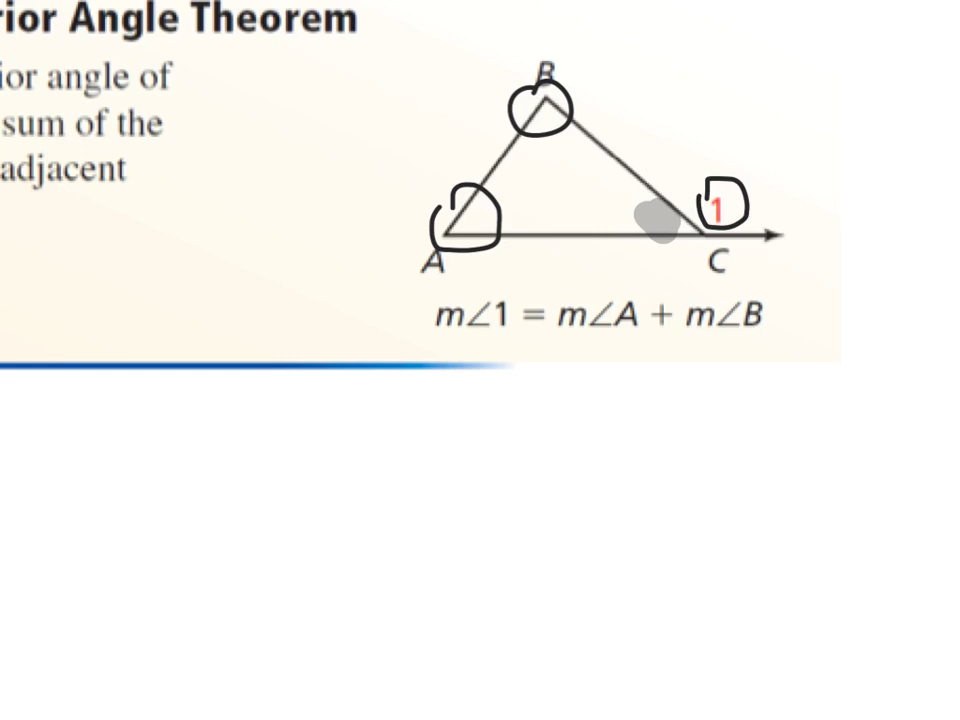 rior Angle Theorem
ior angle of
sum of the
adjacent
B
1
A
C
m∠1 = m∠A + m∠B